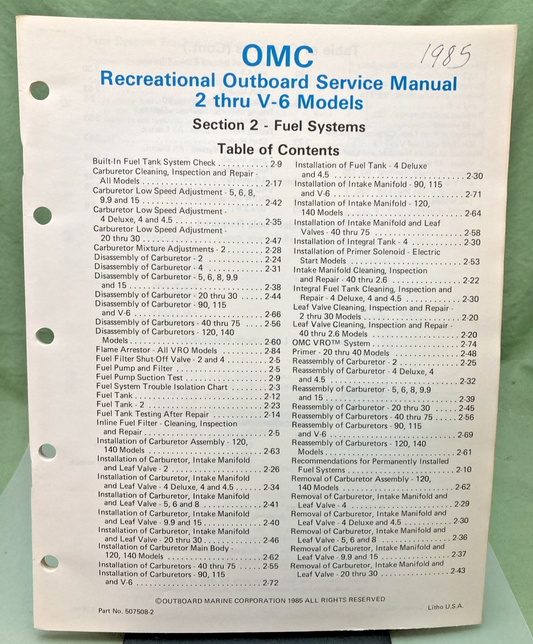 OMC
1985
Recreational Outboard Service Manual
2 thru V-6 Models
Section 2 - Fuel Systems
Table of Contents
Built-In Fuel Tank System Check . . . . . . . . . . . 2-9
Carburetor Cleaning, Inspection and Repair -
All Models . . . . . . . . . . . . . . . . . . . . . . 2-17
Carburetor Low Speed Adjustment - 5, 6, 8,
9.9 and 15 . . . . . . . . . . . . . . . . . . . . . . 2-42
Carburetor Low Speed Adjustment -
4 Deluxe, 4 and 4.5 . . . . . . . . . . . . . . . . 2-35
Carburetor Low Speed Adjustment -
20 thru 30 . . . . . . . . . . . . . . . . . . . . . . 2-47
Carburetor Mixture Adjustments - 2 . . . . . . . . 2-28
Disassembly of Carburetor - 2 . . . . . . . . . . . . 2-24
Disassembly of Carburetor - 4 . . . . . . . . . . . . 2-31
Disassembly of Carburetor - 5, 6, 8, 9.9
and 15 . . . . . . . . . . . . . . . . . . . . . . . . . 2-38
Disassembly of Carburetor - 20 thru 30 . . . . . 2-44
Disassembly of Carburetor - 90, 115
and V-6 . . . . . . . . . . . . . . . . . . . . . . . . 2-66
Disassembly of Carburetors - 40 thru 75 . . . . 2-56
Disassembly of Carburetors - 120, 140
Models . . . . . . . . . . . . . . . . . . . . . . . . . 2-60
Flame Arrestor - All VRO Models . . . . . . . . . 2-84
Fuel Filter Shut-Off Valve - 2 and 4 . . . . . . . . . 2-5
Fuel Pump and Filter . . . . . . . . . . . . . . . . . . 2-5
Fuel Pump Suction Test . . . . . . . . . . . . . . . . 2-9
Fuel System Trouble Isolation Chart . . . . . . . . 2-3
Fuel Tank . . . . . . . . . . . . . . . . . . . . . . . . . 2-12
Fuel Tank - 2 . . . . . . . . . . . . . . . . . . . . . . . 2-23
Fuel Tank Testing After Repair . . . . . . . . . . . 2-14
Inline Fuel Filter - Cleaning, Inspection
and Repair . . . . . . . . . . . . . . . . . . . . . . . . 2-5
Installation of Carburetor Assembly - 120,
140 Models . . . . . . . . . . . . . . . . . . . . . . 2-63
Installation of Carburetor, Intake Manifold
and Leaf Valve - 2 . . . . . . . . . . . . . . . . . 2-26
Installation of Carburetor, Intake Manifold
and Leaf Valve - 4 Deluxe, 4 and 4.5 . . . . . 2-34
Installation of Carburetor, Intake Manifold
and Leaf Valve - 5, 6 and 8 . . . . . . . . . . . 2-41
Installation of Carburetor, Intake Manifold
and Leaf Valve - 9.9 and 15 . . . . . . . . . . . 2-40
Installation of Carburetor, Intake Manifold
and Leaf Valve - 20 thru 30 . . . . . . . . . . . 2-46
Installation of Carburetor Main Body -
120, 140 Models . . . . . . . . . . . . . . . . . . 2-62
Installation of Carburetors - 40 thru 75 . . . . . 2-55
Installation of Carburetors - 90, 115
and V-6 . . . . . . . . . . . . . . . . . . . . . . . . 2-72
Installation of Fuel Tank - 4 Deluxe
and 4.5 . . . . . . . . . . . . . . . . . . . . . . . . 2-30
Installation of Intake Manifold - 90, 115
and V-6 . . . . . . . . . . . . . . . . . . . . . . . . 2-71
Installation of Intake Manifold - 120,
140 Models . . . . . . . . . . . . . . . . . . . . . . 2-64
Installation of Intake Manifold and Leaf
Valves - 40 thru 75 . . . . . . . . . . . . . . . . 2-58
Installation of Integral Tank - 4 . . . . . . . . . . . 2-30
Installation of Primer Solenoid - Electric
Start Models . . . . . . . . . . . . . . . . . . . . . 2-53
Intake Manifold Cleaning, Inspection
and Repair - 40 thru 2.6 . . . . . . . . . . . . . 2-22
Integral Fuel Tank Cleaning, Inspection and
Repair - 4 Deluxe, 4 and 4.5 . . . . . . . . . . 2-30
Leaf Valve Cleaning, Inspection and Repair -
2 thru 30 Models . . . . . . . . . . . . . . . . . . 2-20
Leaf Valve Cleaning, Inspection and Repair -
40 thru 2.6 Models . . . . . . . . . . . . . . . . . 2-20
OMC VRO™ System . . . . . . . . . . . . . . . . . 2-74
Primer - 20 thru 40 Models . . . . . . . . . . . . . 2-48
Reassembly of Carburetor - 2 . . . . . . . . . . . . 2-25
Reassembly of Carburetor - 4 Deluxe, 4
and 4.5 . . . . . . . . . . . . . . . . . . . . . . . . 2-32
Reassembly of Carburetor - 5, 6, 8, 9.9
and 15 . . . . . . . . . . . . . . . . . . . . . . . . . 2-39
Reassembly of Carburetor - 20 thru 30 . . . . . 2-45
Reassembly of Carburetors - 40 thru 75 . . . . 2-56
Reassembly of Carburetors - 90, 115
and V-6 . . . . . . . . . . . . . . . . . . . . . . . . 2-69
Reassembly of Carburetors - 120, 140
Models . . . . . . . . . . . . . . . . . . . . . . . . . 2-61
Recommendations for Permanently Installed
Fuel Systems . . . . . . . . . . . . . . . . . . . . . 2-10
Removal of Carburetor Assembly - 120,
140 Models . . . . . . . . . . . . . . . . . . . . . . 2-62
Removal of Carburetor, Intake Manifold and
Leaf Valve - 4 . . . . . . . . . . . . . . . . . . . . 2-29
Removal of Carburetor, Intake Manifold and
Leaf Valve - 4 Deluxe and 4.5 . . . . . . . . . 2-30
Removal of Carburetor, Intake Manifold and
Leaf Valve - 5, 6 and 8 . . . . . . . . . . . . . . 2-36
Removal of Carburetor, Intake Manifold and
Leaf Valve - 9.9 and 15 . . . . . . . . . . . . . . 2-37
Removal of Carburetor, Intake Manifold and
Leaf Valve - 20 thru 30 . . . . . . . . . . . . . . 2-43
©OUTBOARD MARINE CORPORATION 1985 ALL RIGHTS RESERVED
Part No. 507508-2
Litho U.S.A.